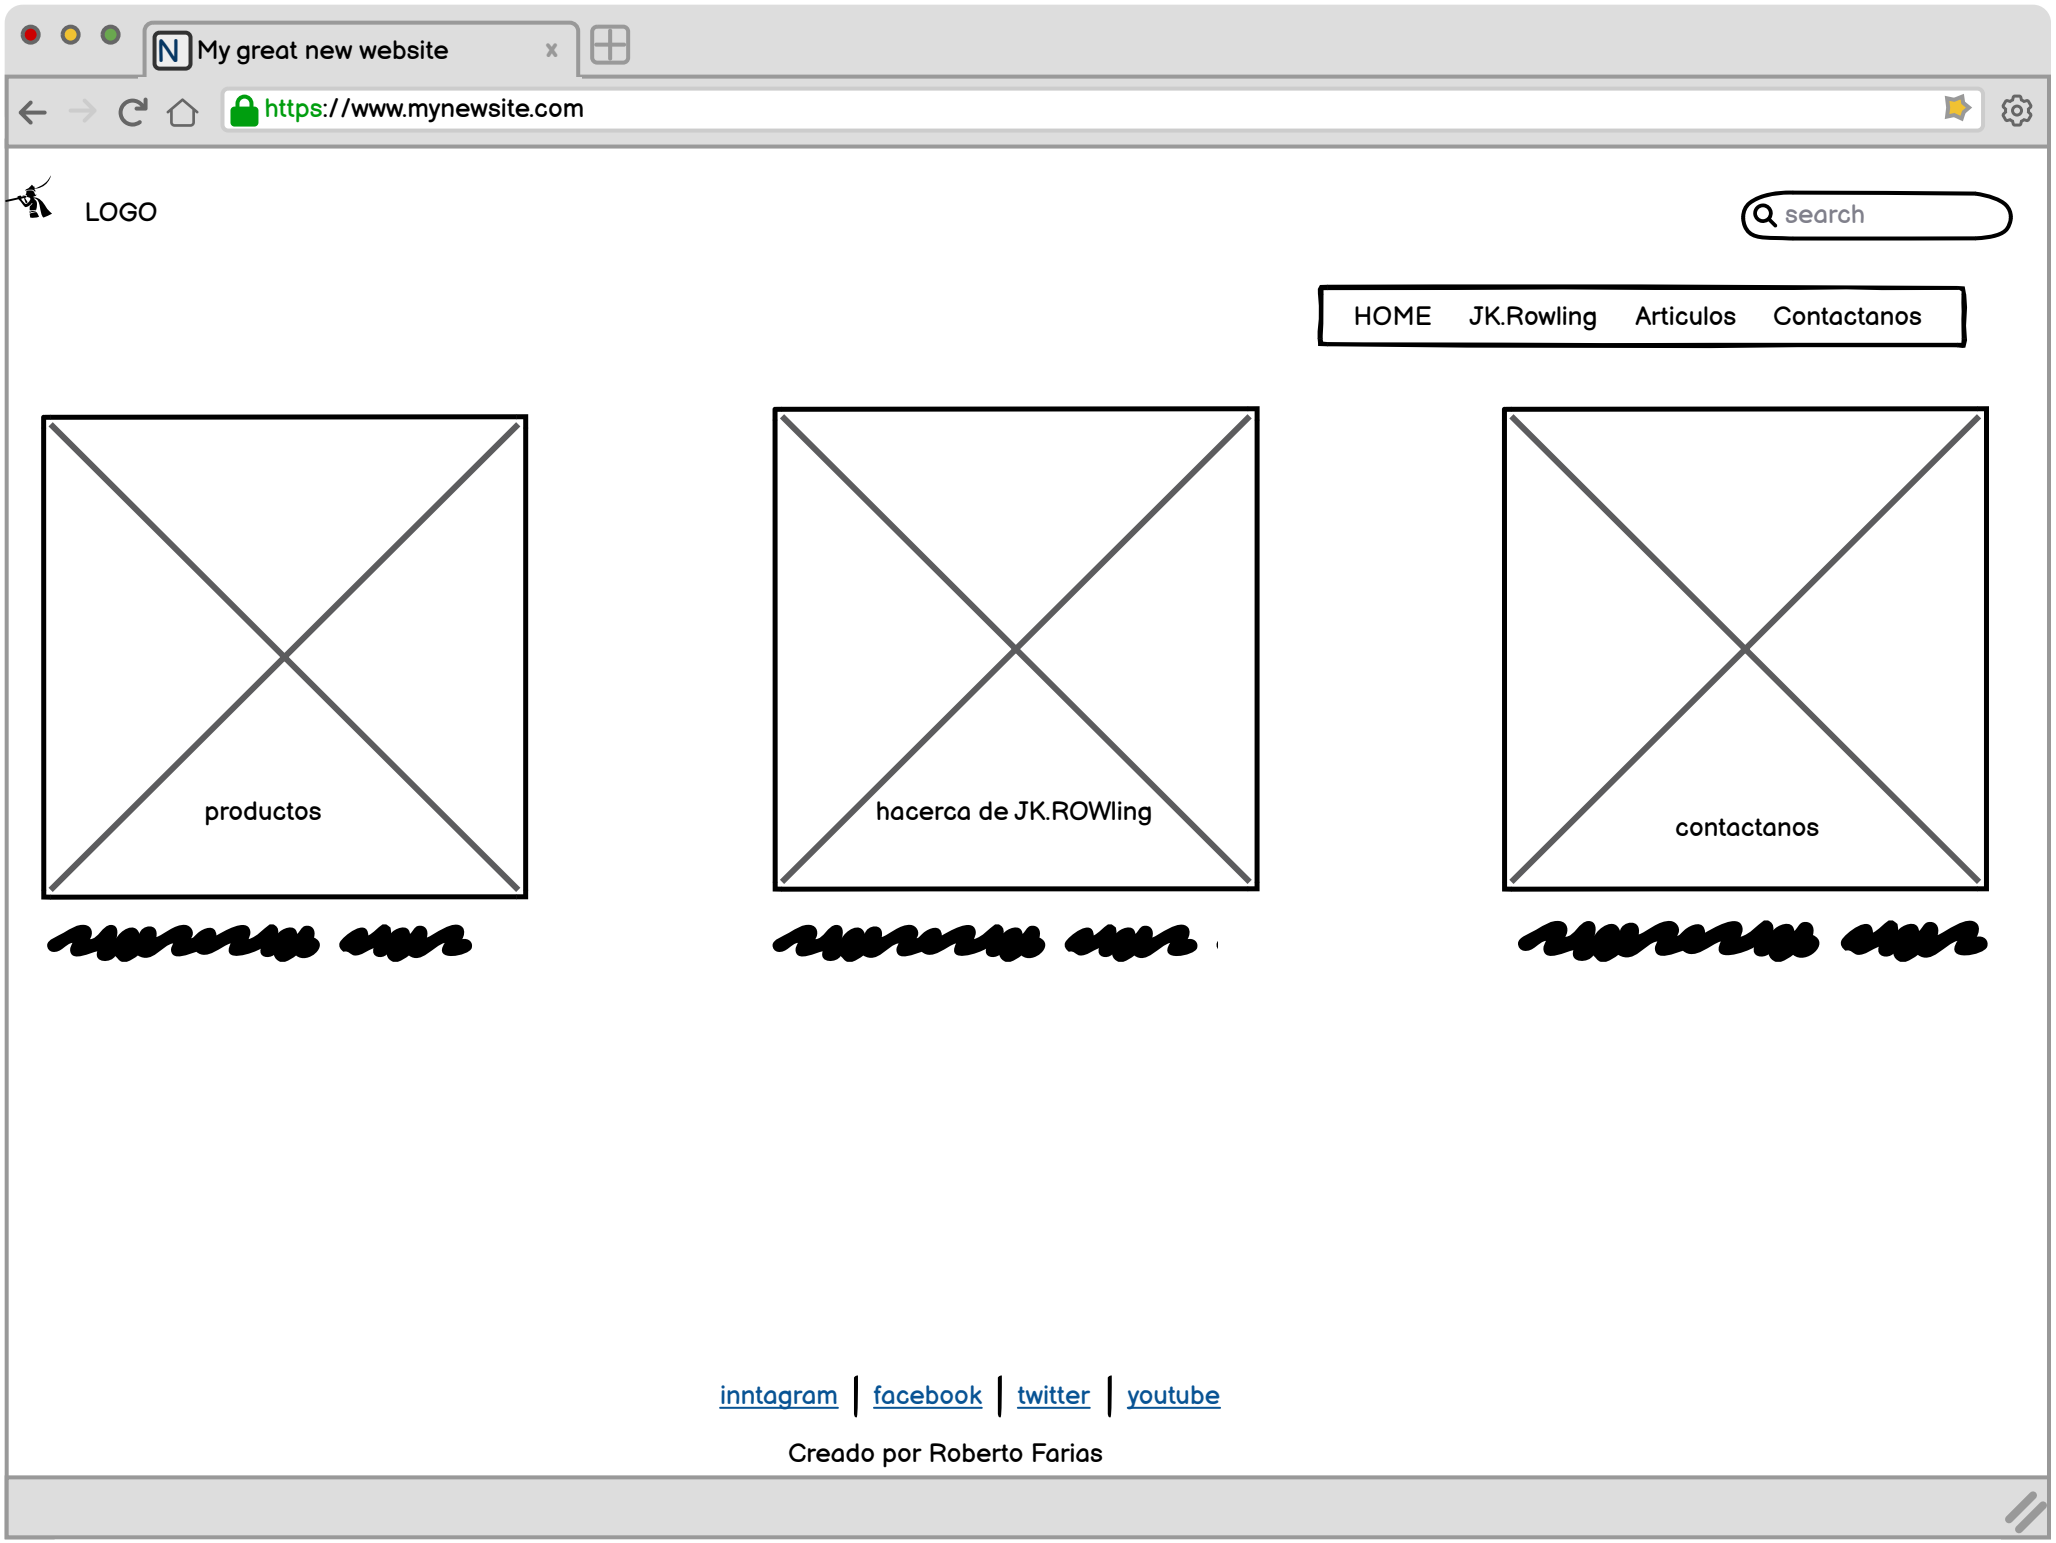 N My great new website x
https://www.mynewsite.com
LOGO
search
HOME JK.Rowling Articulos Contactanos
productos
hacerca de JK.ROWling
contactanos
inntagram facebook twitter youtube
Creado por Roberto Farias